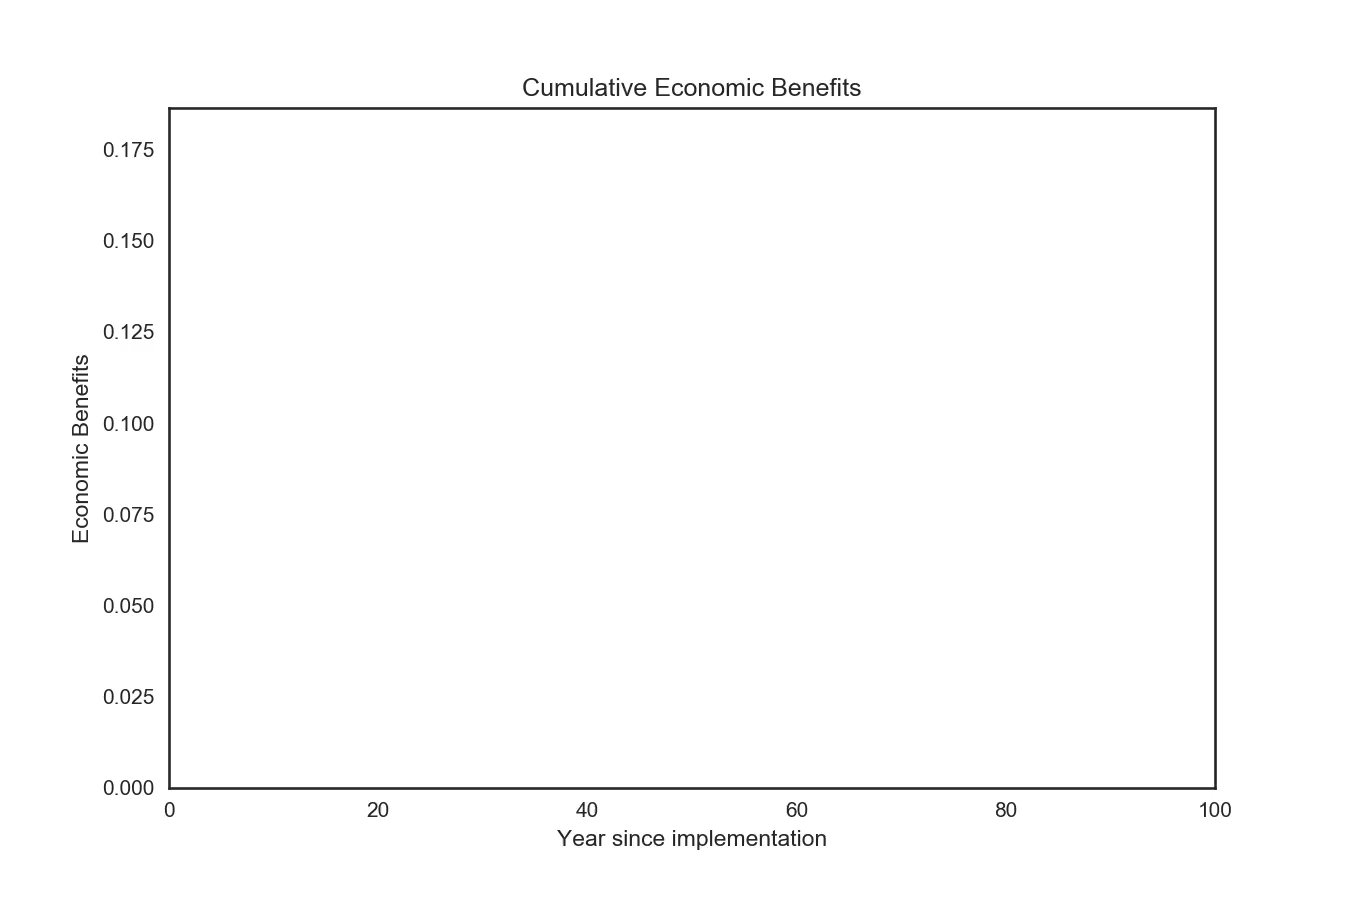 Cumulative Economic Benefits
0.175
0.150
0.125
0.100
0.075
0.050
0.025
0.000
Economic Benefits
0 20 40 60 80 100
Year since implementation